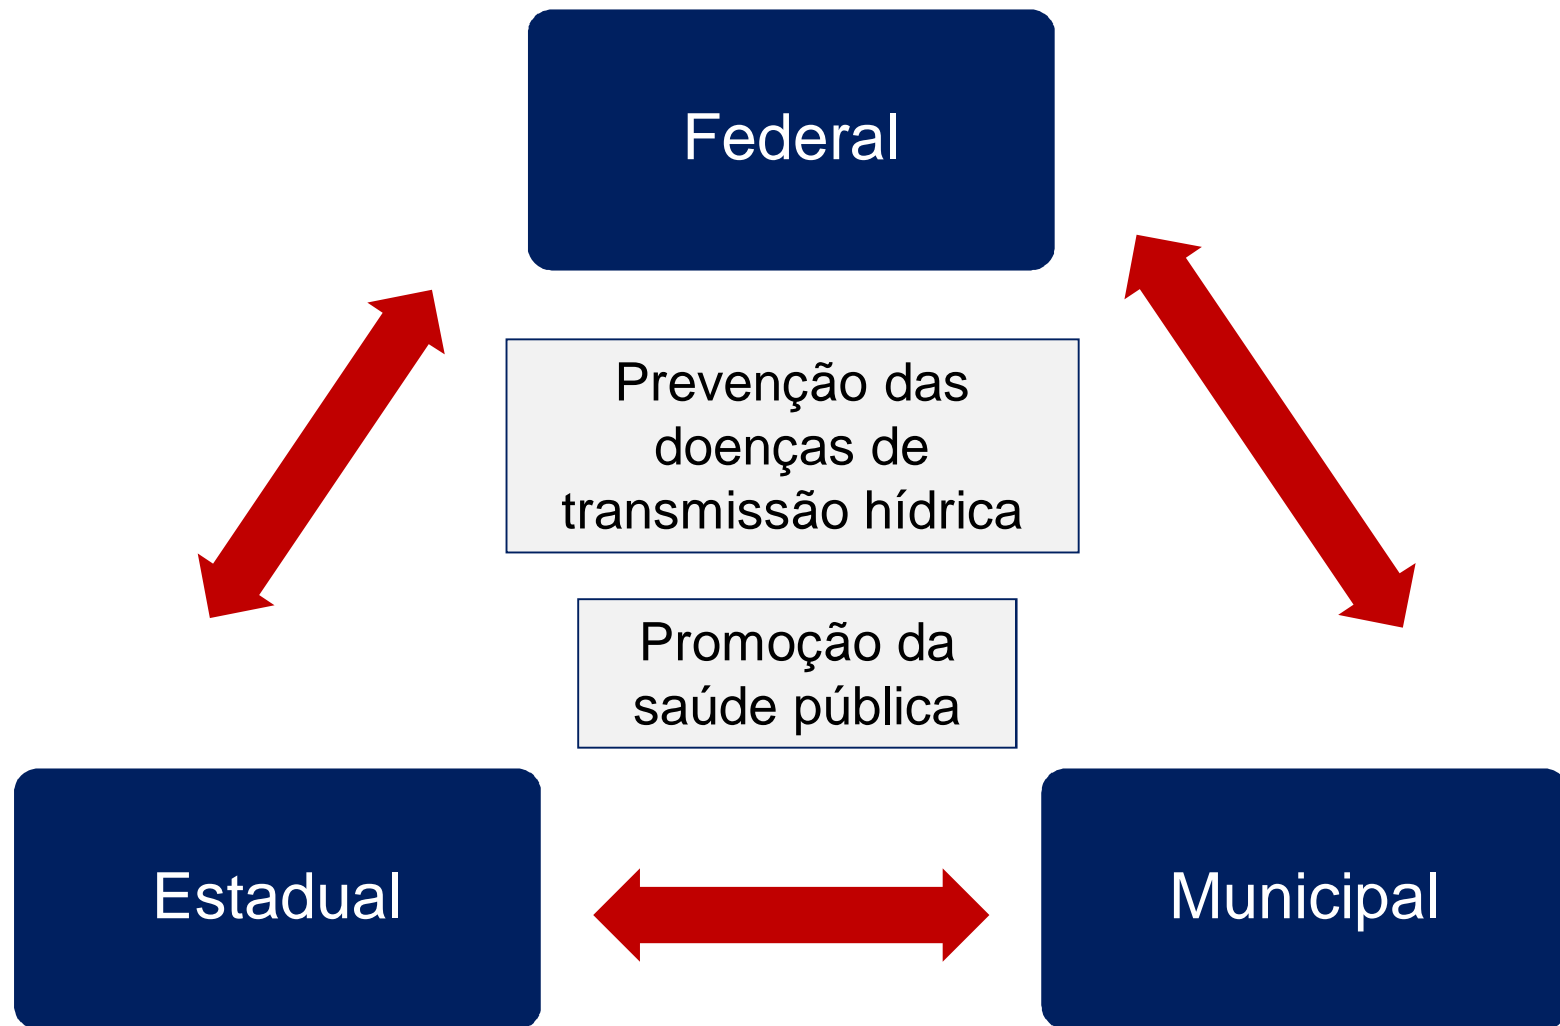 Federal
Prevenção das
doenças de
transmissão hídrica
Promoção da
saúde pública
Estadual
Municipal